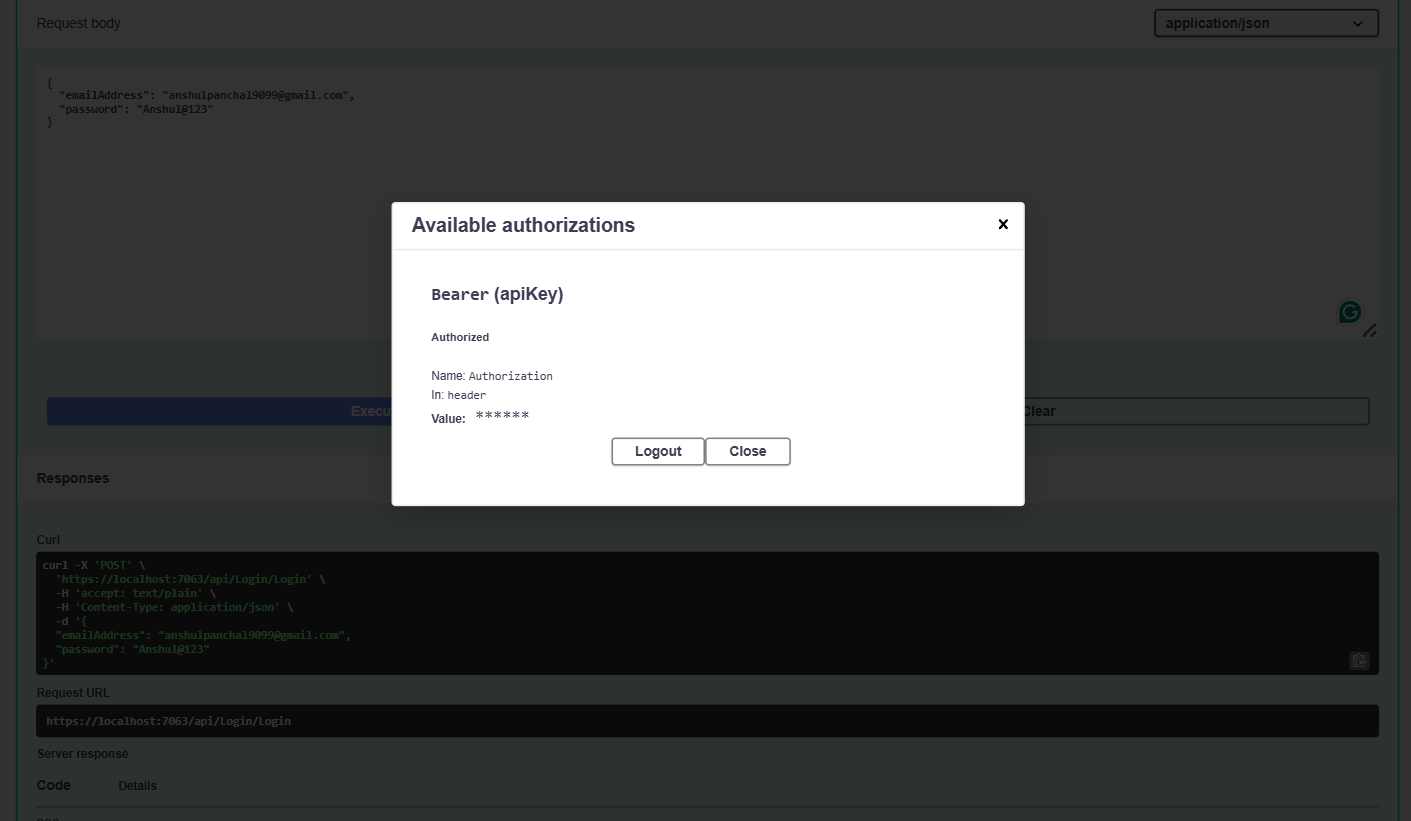 Request body
application/json
{
"emailAddress": "anshulpanchal9099@gmail.com",
"password": "Anshul@123"
}
Available authorizations
Bearer (apiKey)
Authorized
Name: Authorization
In: header
Value: ******
Execu
Clear
Logout
Close
Responses
Curl
curl -X 'POST' \
'https://localhost:7063/api/Login/Login' \
-H 'accept: text/plain' \
-H 'Content-Type: application/json' \
-d '{
"emailAddress": "anshulpanchal9099@gmail.com",
"password": "Anshul@123"
}'
Request URL
https://localhost:7063/api/Login/Login
Server response
Code Details